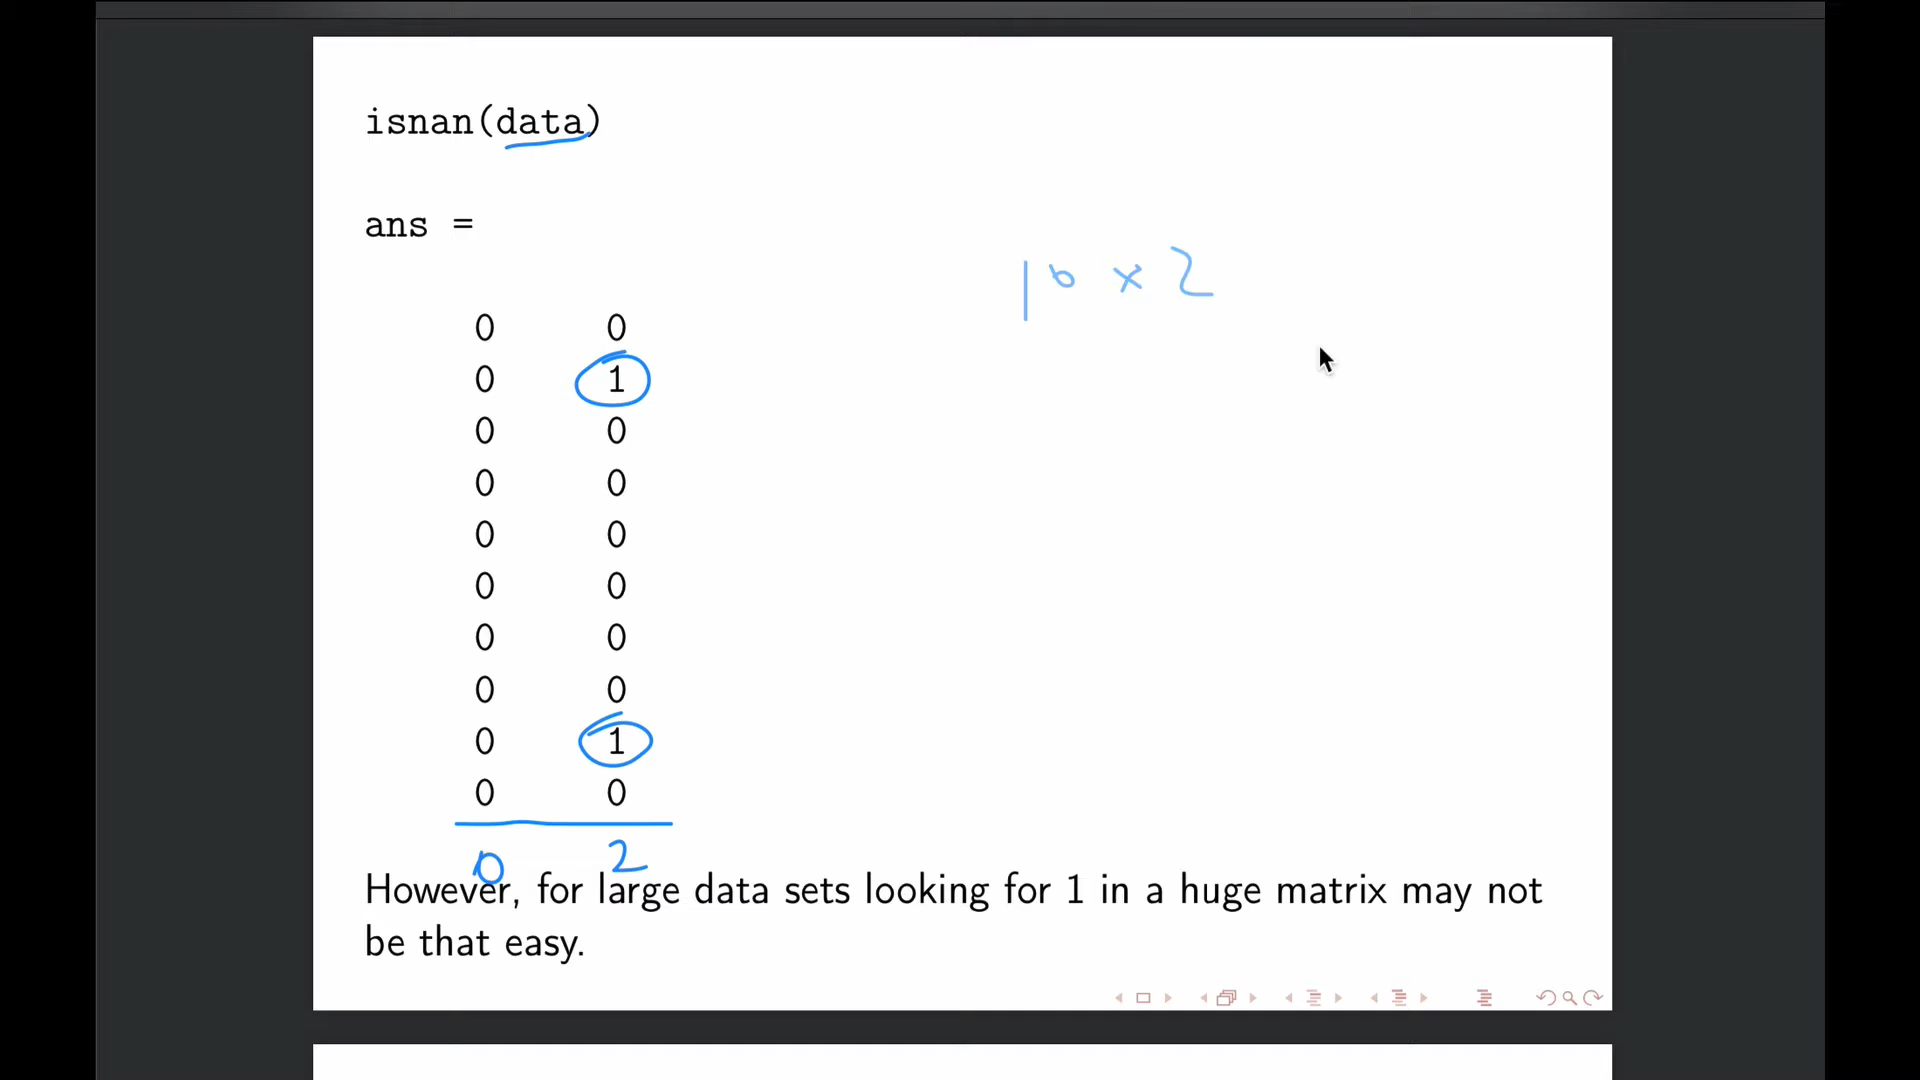 isnan(data)
ans =
10 x 2
0 0
0 1
0 0
0 0
0 0
0 0
0 0
0 0
0 1
0 0
0 2
However, for large data sets looking for 1 in a huge matrix may not
be that easy.